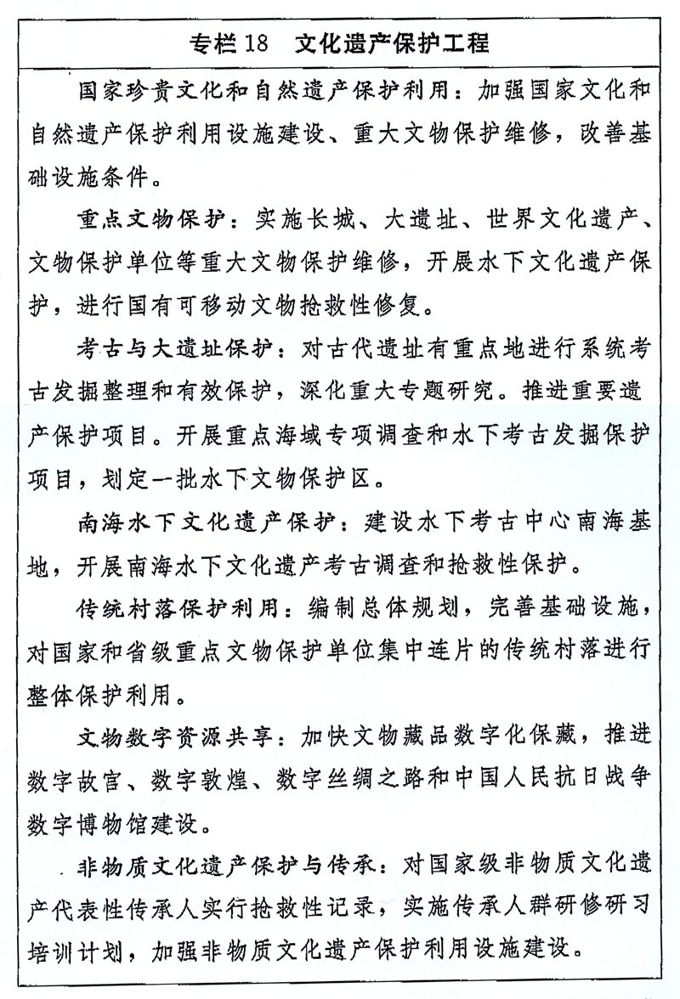 专栏 18 文化遗产保护工程
国家珍贵文化和自然遗产保护利用：加强国家文化和
自然遗产保护利用设施建设、重大文物保护维修，改善基
础设施条件。
重点文物保护：实施长城、大遗址、世界文化遗产、
文物保护单位等重大文物保护维修，开展水下文化遗产保
护，进行国有可移动文物抢救性修复。
考古与大遗址保护：对古代遗址有重点地进行系统考
古发掘整理和有效保护，深化重大专题研究。推进重要遗
产保护项目。开展重点海域专项调查和水下考古发掘保护
项目，划定一批水下文物保护区。
南海水下文化遗产保护：建设水下考古中心南海基
地，开展南海水下文化遗产考古调查和抢救性保护。
传统村落保护利用：编制总体规划，完善基础设施，
对国家和省级重点文物保护单位集中连片的传统村落进行
整体保护利用。
文物数字资源共享：加快文物藏品数字化保藏，推进
数字故宫、数字敦煌、数字丝绸之路和中国人民抗日战争
数字博物馆建设。
非物质文化遗产保护与传承：对国家级非物质文化遗
产代表性传承人实行抢救性记录，实施传承人群研修研习
培训计划，加强非物质文化遗产保护利用设施建设。